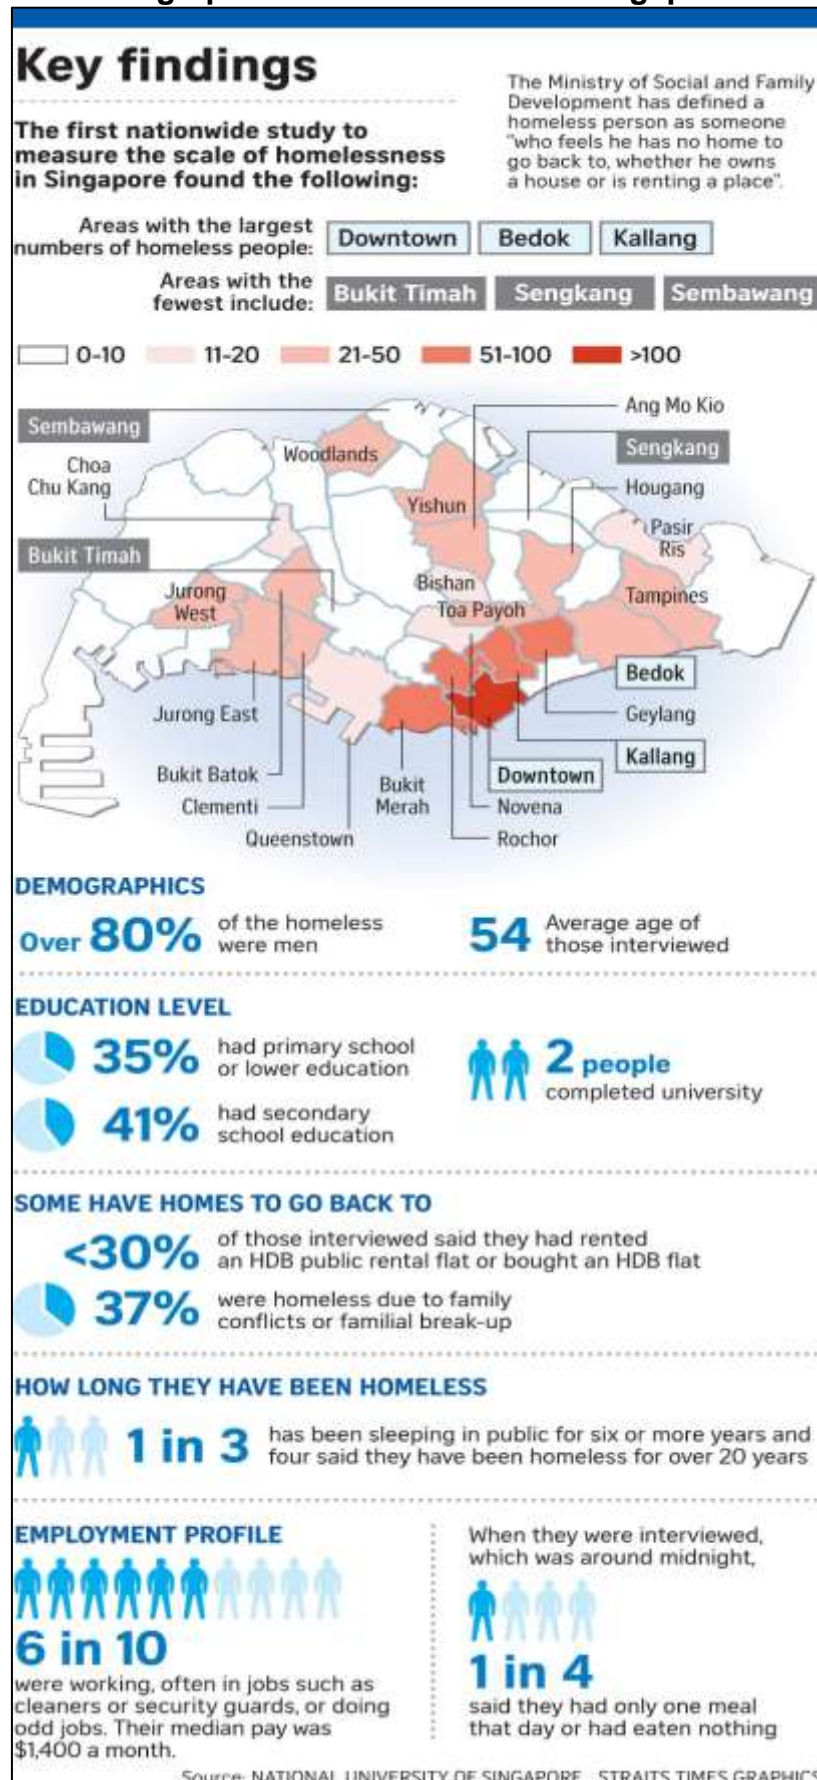 Key findings
The first nationwide study to
measure the scale of homelessness
in Singapore found the following:
The Ministry of Social and Family
Development has defined a
homeless person as someone
"who feels he has no home to
go back to, whether he owns
a house or is renting a place".
Areas with the largest
numbers of homeless people:
Downtown
Bedok
Kallang
Areas with the
fewest include:
Bukit Timah
Sengkang
Sembawang
0-10
11-20
21-50
51-100
>100
Ang Mo Kio
Sembawang
Woodlands
Sengkang
Choa
Chu Kang
Hougang
Yishun
Pasir
Ris
Bukit Timah
Bishan
Jurong
West
Toa Payoh
Tampines
Bedok
Jurong East
Geylang
Kallang
Bukit Batok
Downtown
Clementi
Bukit
Merah
Novena
Queenstown
Rochor
DEMOGRAPHICS
Over 80%
of the homeless
were men
54
Average age of
those interviewed
EDUCATION LEVEL
35%
had primary school
or lower education
2 people
completed university
41%
had secondary
school education
SOME HAVE HOMES TO GO BACK TO
<30%
of those interviewed said they had rented
an HDB public rental flat or bought an HDB flat
37%
were homeless due to family
conflicts or familial break-up
HOW LONG THEY HAVE BEEN HOMELESS
1 in 3
has been sleeping in public for six or more years and
four said they have been homeless for over 20 years
EMPLOYMENT PROFILE
6 in 10
were working, often in jobs such as
cleaners or security guards, or doing
odd jobs. Their median pay was
$1,400 a month.
When they were interviewed,
which was around midnight,
1 in 4
said they had only one meal
that day or had eaten nothing
Source: NATIONAL UNIVERSITY OF SINGAPORE STRAITS TIMES GRAPHICS